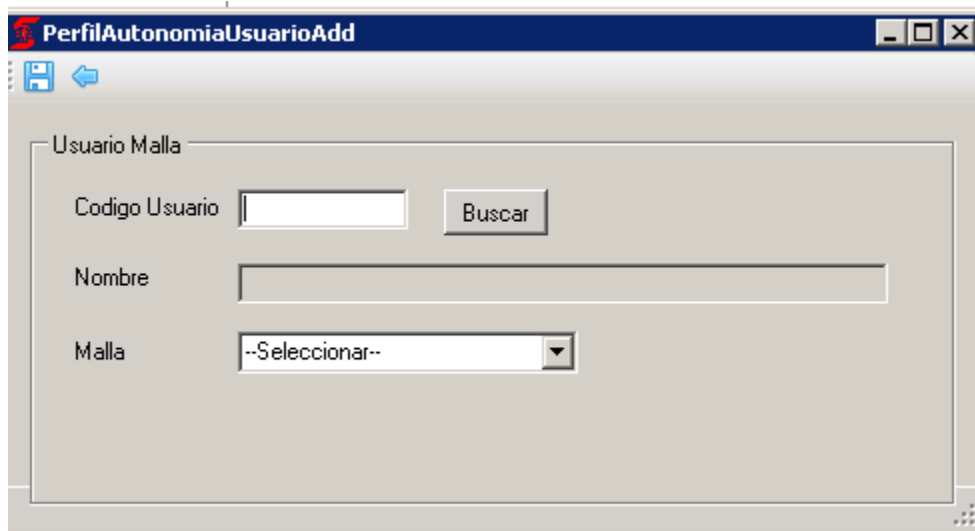 PerfilAutonomiaUsuarioAdd
Usuario Malla
Codigo Usuario Buscar
Nombre
Malla --Seleccionar--